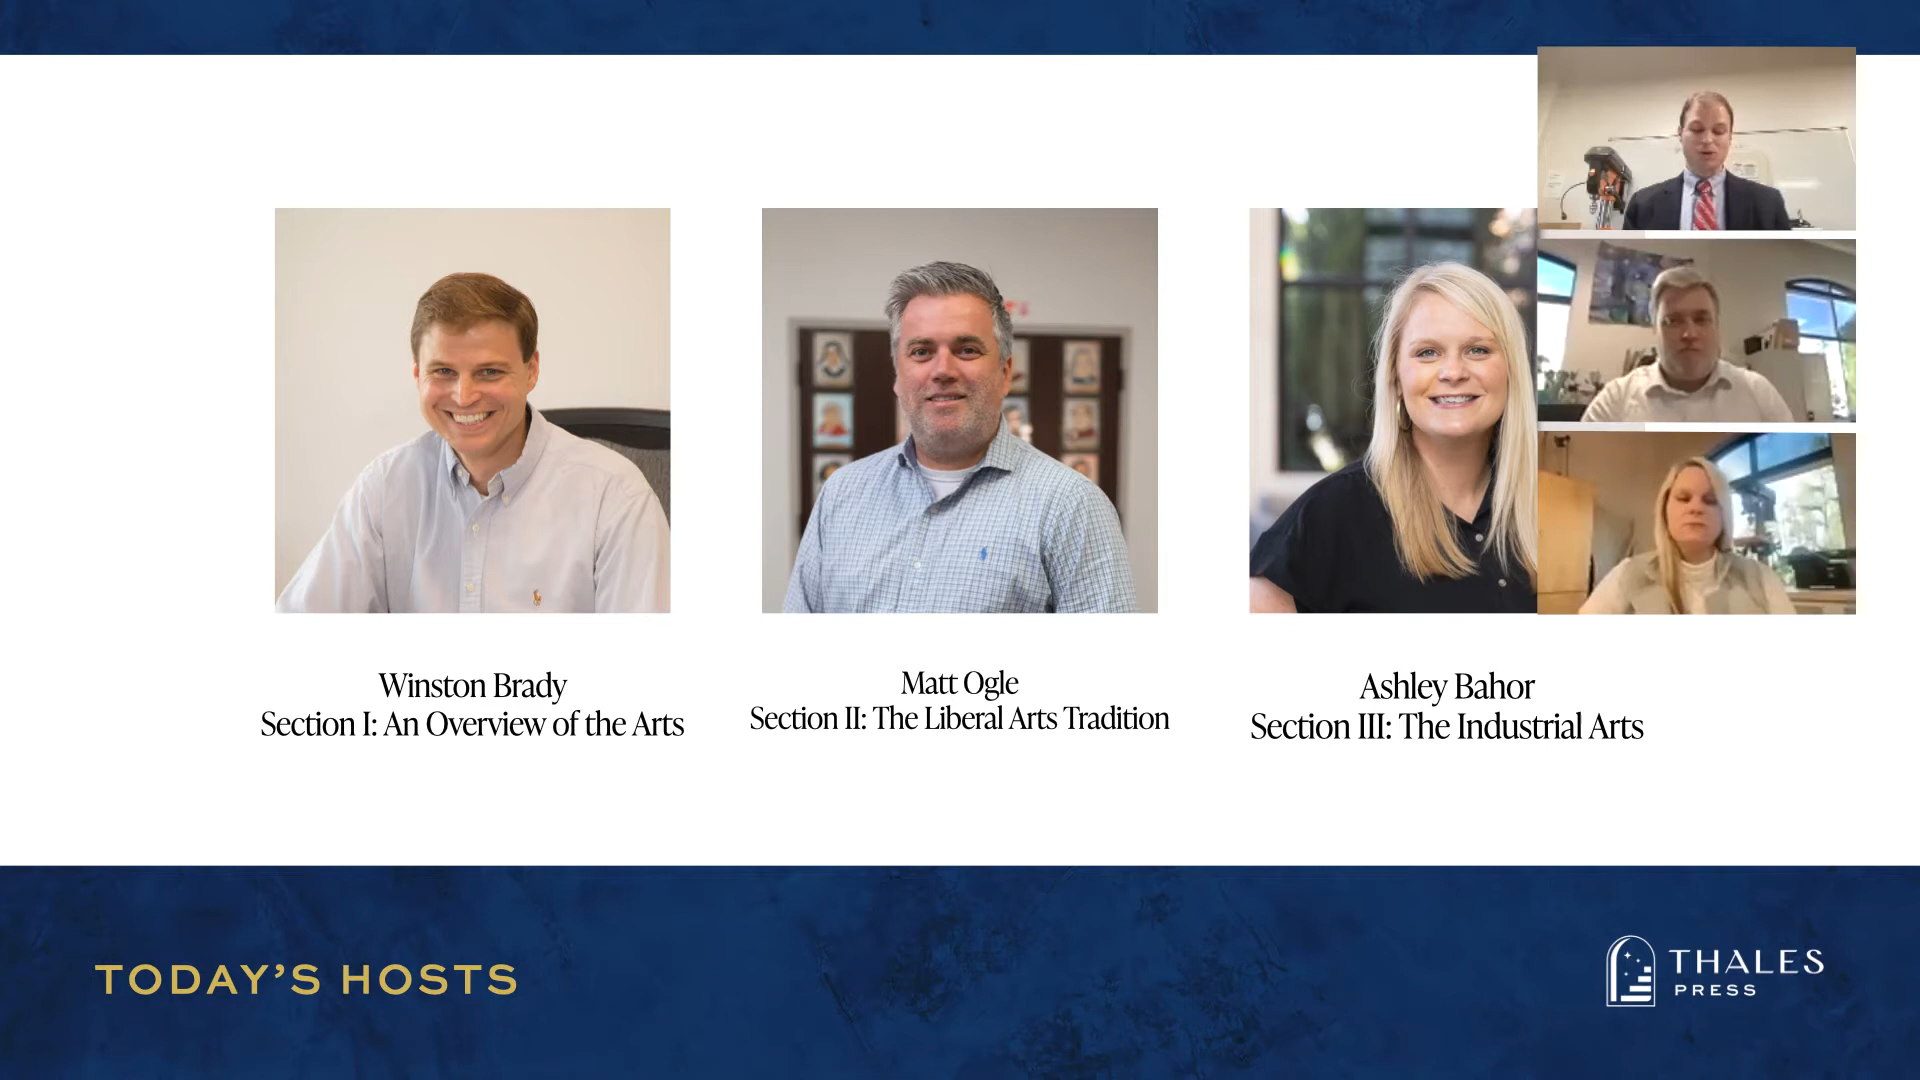 Winston Brady
Section I: An Overview of the Arts
Matt Ogle
Section II: The Liberal Arts Tradition
Ashley Bahor
Section III: The Industrial Arts
TODAY'S HOSTS
THALES
PRESS